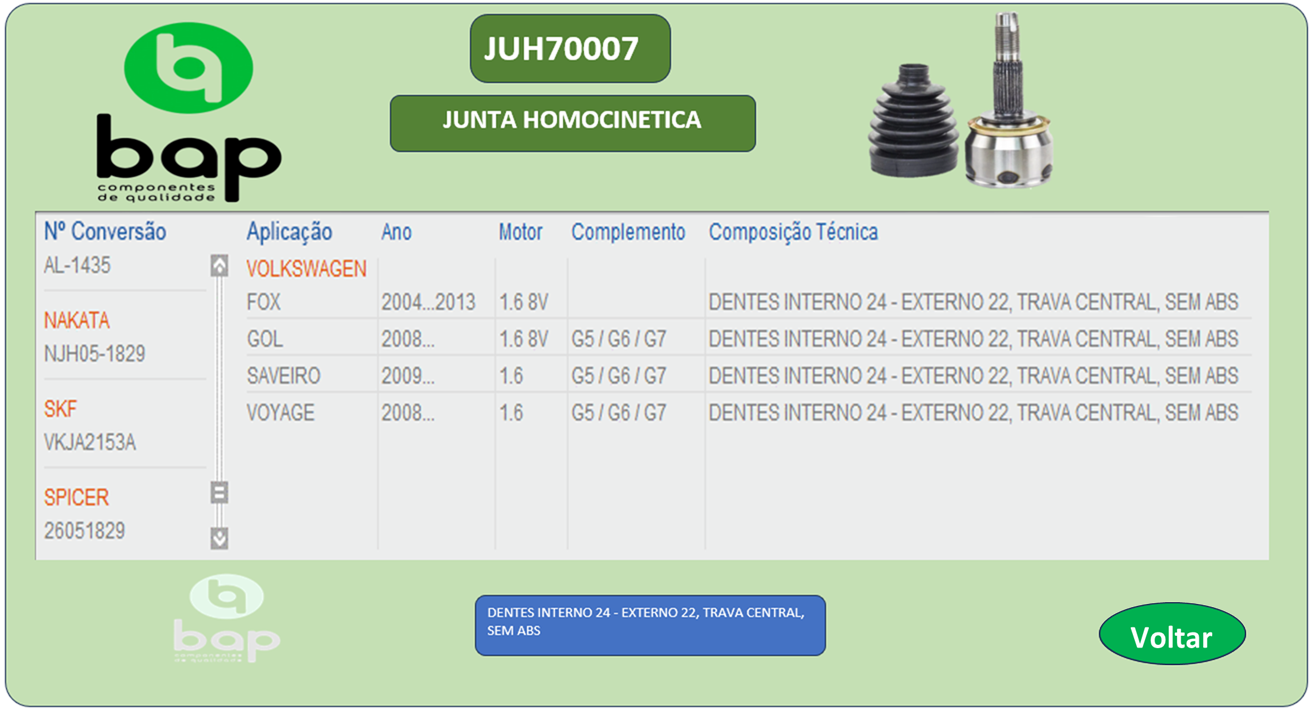 JUH70007
JUNTA HOMOCINETICA
bap
componentes
de qualidade
Nº Conversão
AL-1435
NAKATA
NJH05-1829
SKF
VKJA2153A
SPICER
26051829
Aplicação Ano Motor Complemento Composição Técnica
VOLKSWAGEN
FOX 2004...2013 1.6 8V DENTES INTERNO 24 - EXTERNO 22, TRAVA CENTRAL, SEM ABS
GOL 2008... 1.6 8V G5 / G6 / G7 DENTES INTERNO 24 - EXTERNO 22, TRAVA CENTRAL, SEM ABS
SAVEIRO 2009... 1.6 G5 / G6 / G7 DENTES INTERNO 24 - EXTERNO 22, TRAVA CENTRAL, SEM ABS
VOYAGE 2008... 1.6 G5 / G6 / G7 DENTES INTERNO 24 - EXTERNO 22, TRAVA CENTRAL, SEM ABS
bap
componentes
de qualidade
DENTES INTERNO 24 - EXTERNO 22, TRAVA CENTRAL,
SEM ABS
Voltar